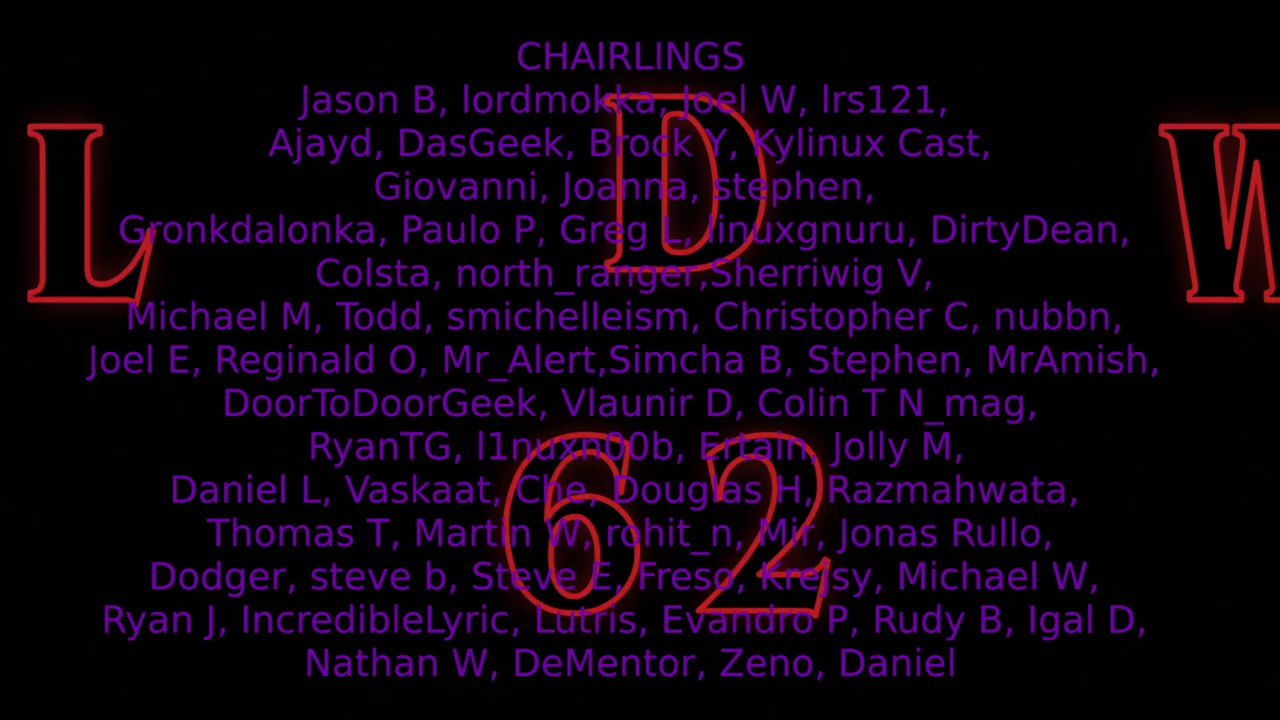 CHAIRLINGS
Jason B, lordmokka, Joel W, lrs121,
Ajayd, DasGeek, Brock Y, Kylinux Cast,
Giovanni, Joanna, stephen,
Gronkdalonka, Paulo P, Greg L, linuxgnuru, DirtyDean,
Colsta, north_ranger,Sherriwig V,
Michael M, Todd, smichelleism, Christopher C, nubbn,
Joel E, Reginald O, Mr_Alert,Simcha B, Stephen, MrAmish,
DoorToDoorGeek, Vlaunir D, Colin T N_mag,
RyanTG, l1nuxn00b, Ertain, Jolly M,
Daniel L, Vaskaat, Che, Douglas H, Razmahwata,
Thomas T, Martin W, rohit_n, Mir, Jonas Rullo,
Dodger, steve b, Steve E, Freso, Krejsy, Michael W,
Ryan J, IncredibleLyric, Lutris, Evandro P, Rudy B, Igal D,
Nathan W, DeMentor, Zeno, Daniel
L D W
62